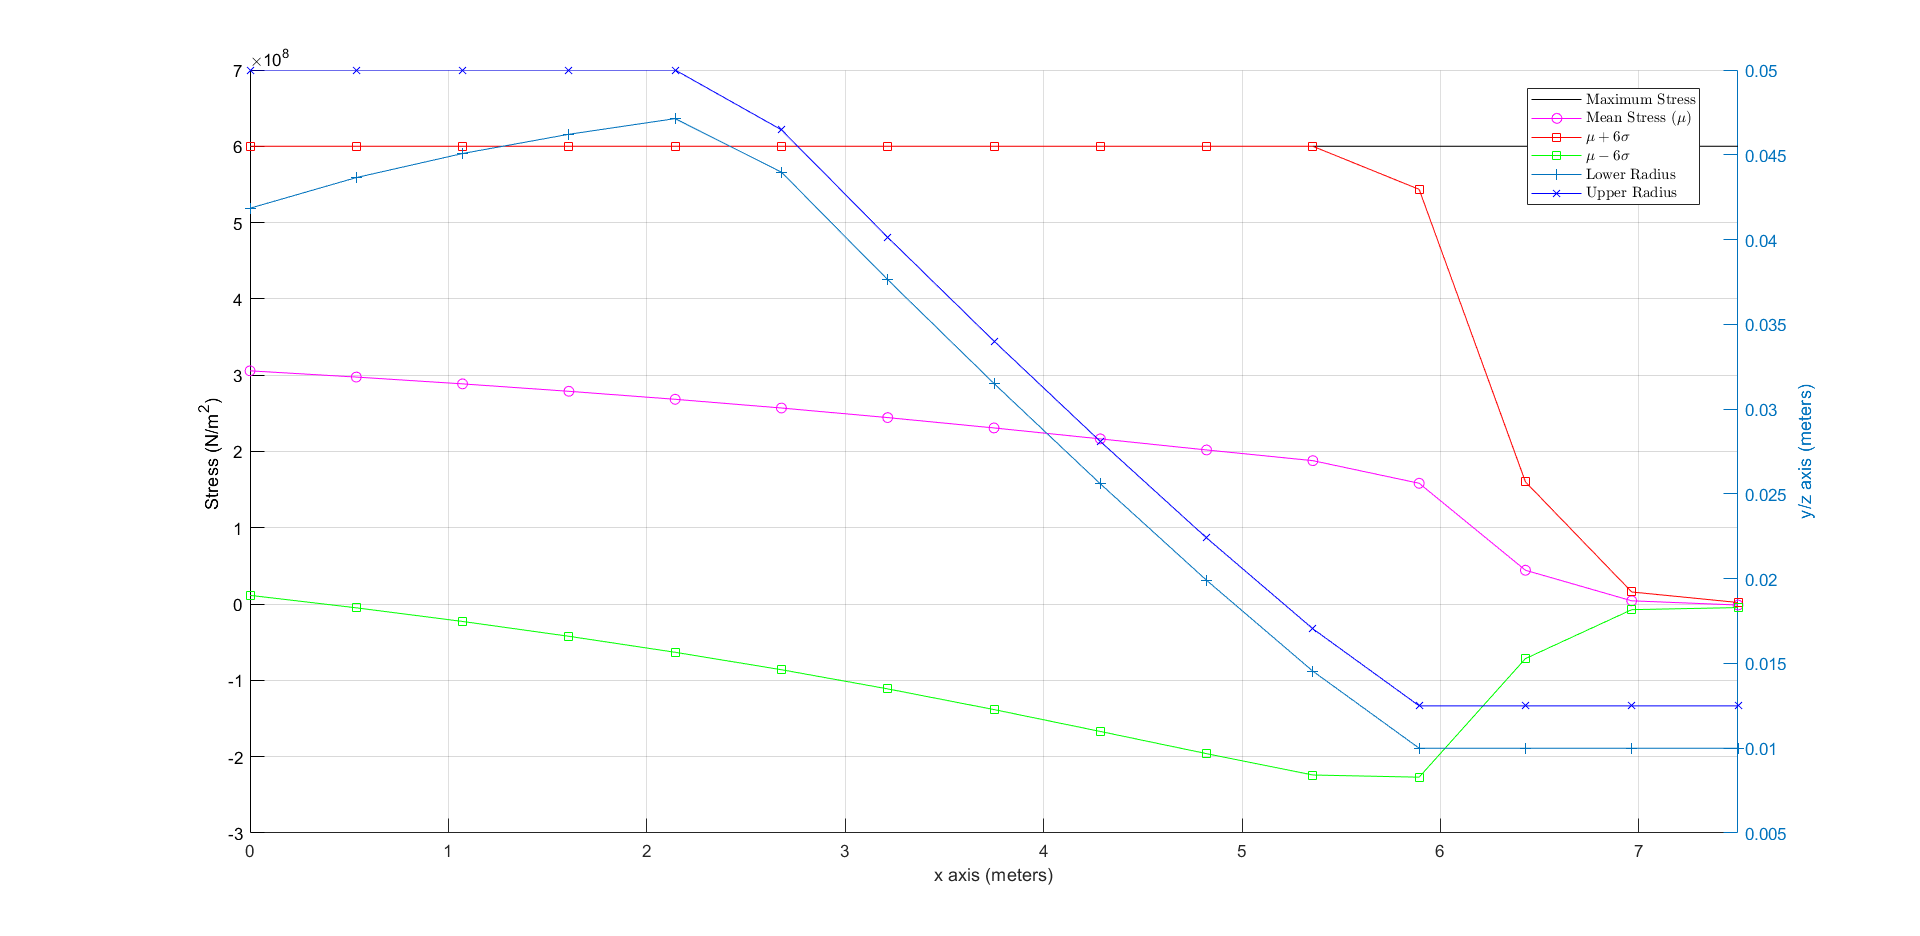 ×10^8
7
6
5
4
3
2
1
0
-1
-2
-3
Stress (N/m^2)
0 1 2 3 4 5 6 7
x axis (meters)
0.05
0.045
0.04
0.035
0.03
0.025
0.02
0.015
0.01
0.005
y/z axis (meters)
Maximum Stress
Mean Stress (μ)
μ + 6σ
μ − 6σ
Lower Radius
Upper Radius